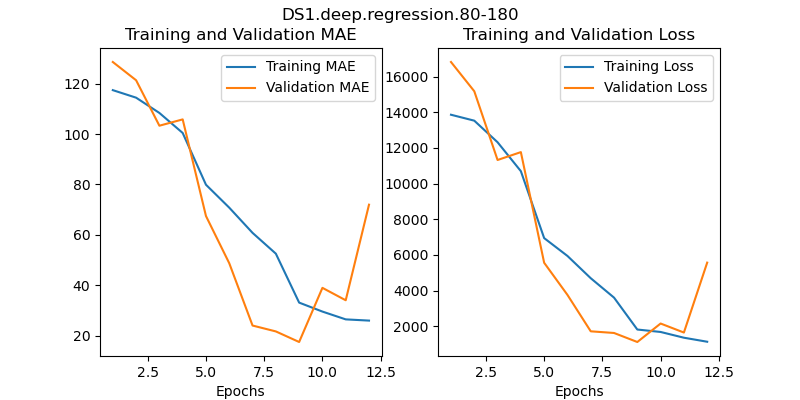 DS1.deep.regression.80-180
Training and Validation MAE
Training MAE
Validation MAE
120
100
80
60
40
20
2.5 5.0 7.5 10.0 12.5
Epochs
Training and Validation Loss
Training Loss
Validation Loss
16000
14000
12000
10000
8000
6000
4000
2000
2.5 5.0 7.5 10.0 12.5
Epochs